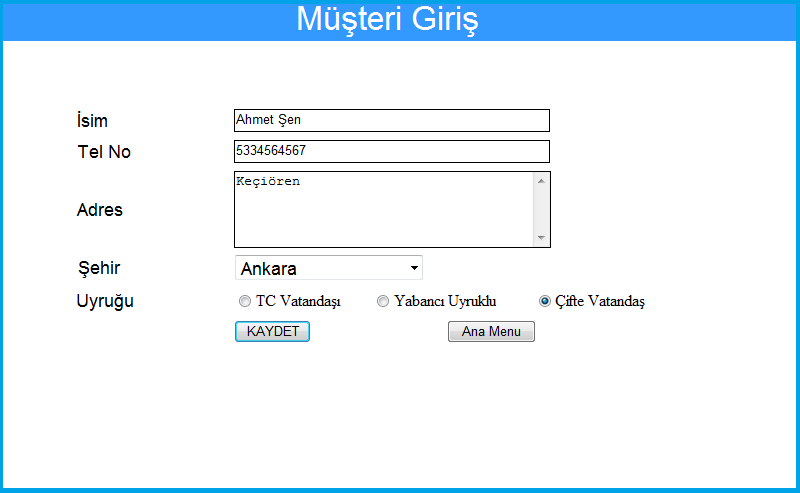 Müşteri Giriş
İsim Ahmet Şen
Tel No 5334564567
Adres Keçiören
Şehir Ankara
Uyruğu TC Vatandaşı Yabancı Uyruklu Çifte Vatandaş
KAYDET Ana Menu